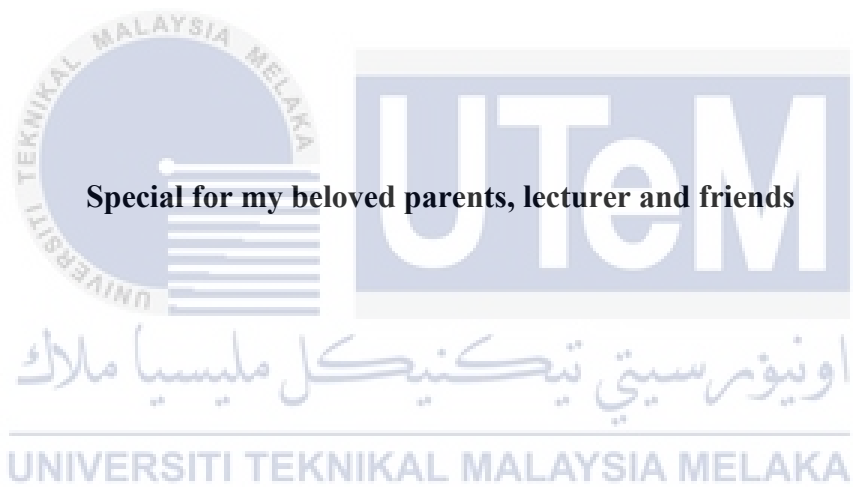 UNIVERSITI TEKNIKAL MALAYSIA MELAKA
UTeM
Special for my beloved parents, lecturer and friends
اونيۏرسيتي تيكنيكل مليسيا ملاك
UNIVERSITI TEKNIKAL MALAYSIA MELAKA